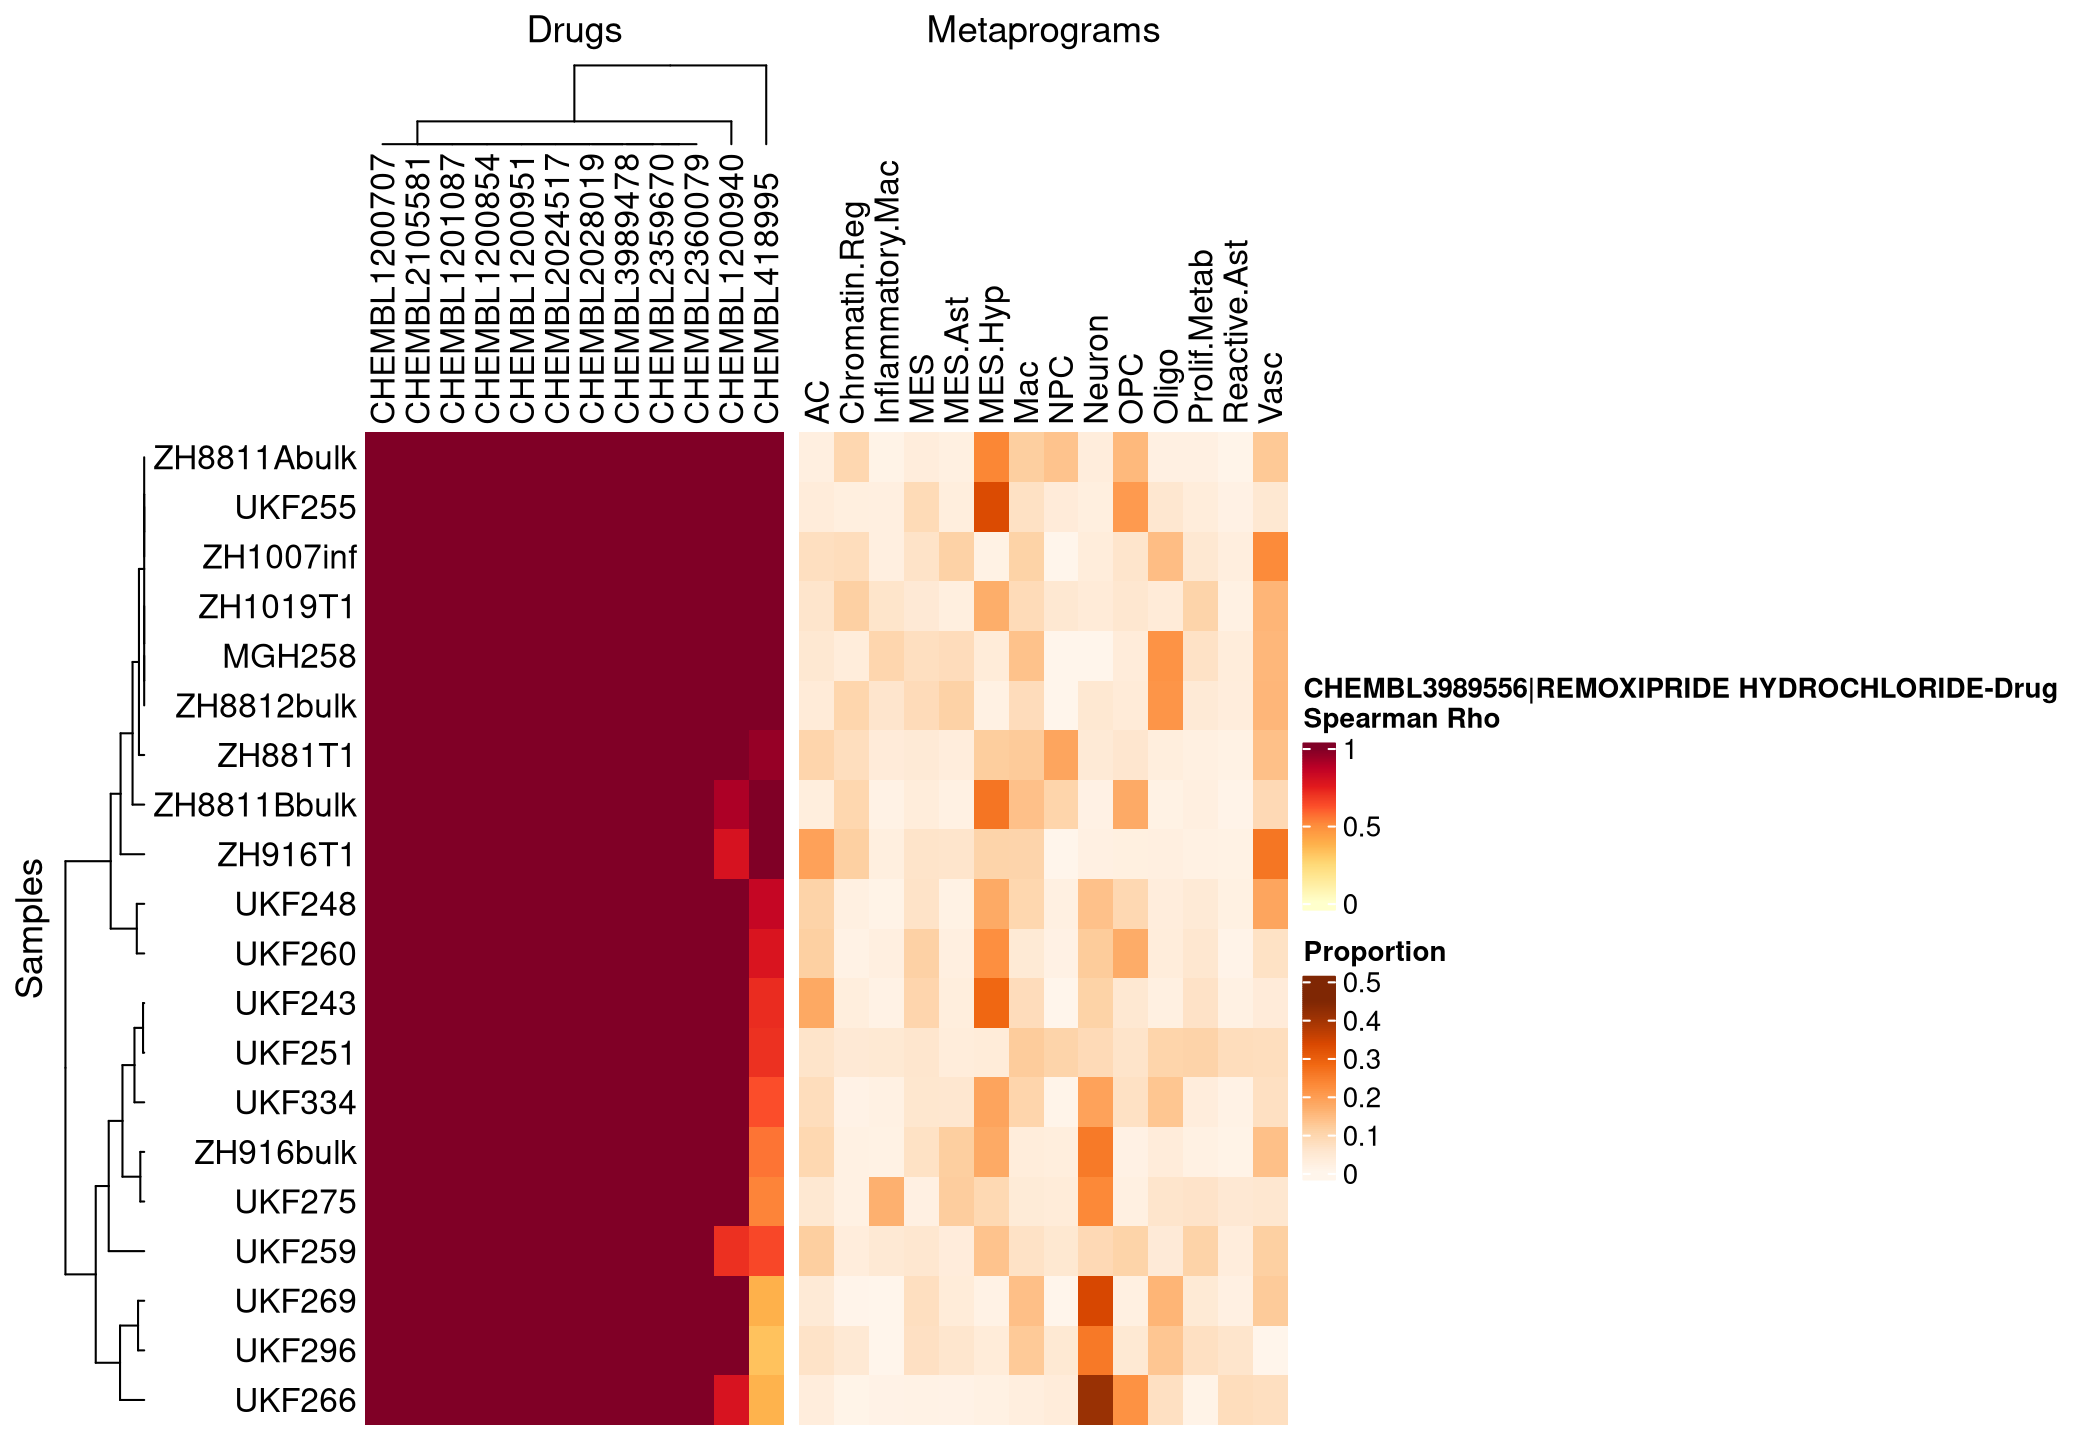 Drugs
Metaprograms
CHEMBL1200707
CHEMBL2105581
CHEMBL1201087
CHEMBL1200854
CHEMBL1200951
CHEMBL2024517
CHEMBL2028019
CHEMBL3989478
CHEMBL2359670
CHEMBL2360079
CHEMBL1200940
CHEMBL418995
AC
Chromatin.Reg
Inflammatory.Mac
MES
MES.Ast
MES.Hyp
Mac
NPC
Neuron
OPC
Oligo
Prolif.Metab
Reactive.Ast
Vasc
Samples
ZH8811Abulk
UKF255
ZH1007inf
ZH1019T1
MGH258
ZH8812bulk
ZH881T1
ZH8811Bbulk
ZH916T1
UKF248
UKF260
UKF243
UKF251
UKF334
ZH916bulk
UKF275
UKF259
UKF269
UKF296
UKF266
CHEMBL3989556|REMOXIPRIDE HYDROCHLORIDE-Drug
Spearman Rho
1
0.5
0
Proportion
0.5
0.4
0.3
0.2
0.1
0